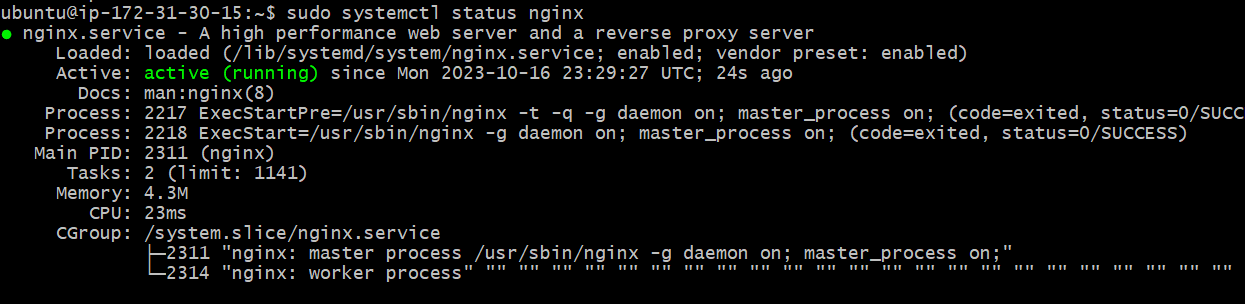 ubuntu@ip-172-31-30-15:~$ sudo systemctl status nginx
● nginx.service - A high performance web server and a reverse proxy server
Loaded: loaded (/lib/systemd/system/nginx.service; enabled; vendor preset: enabled)
Active: active (running) since Mon 2023-10-16 23:29:27 UTC; 24s ago
Docs: man:nginx(8)
Process: 2217 ExecStartPre=/usr/sbin/nginx -t -q -g daemon on; master_process on; (code=exited, status=0/SUCC
Process: 2218 ExecStart=/usr/sbin/nginx -g daemon on; master_process on; (code=exited, status=0/SUCCESS)
Main PID: 2311 (nginx)
Tasks: 2 (limit: 1141)
Memory: 4.3M
CPU: 23ms
CGroup: /system.slice/nginx.service
├─2311 "nginx: master process /usr/sbin/nginx -g daemon on; master_process on;"
└─2314 "nginx: worker process" "" "" "" "" "" "" "" "" "" "" "" "" "" "" "" "" "" "" "" "" "" "" ""